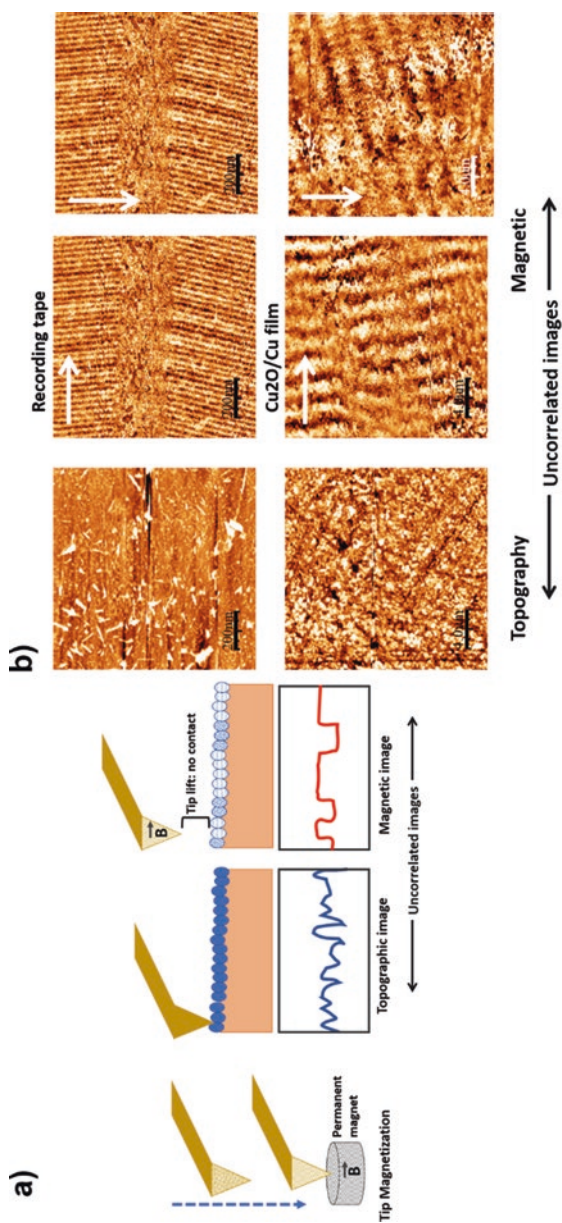 a)
Permanent
magnet
B
Tip Magnetization
Tip lift: no contact
B
Topographic image
Magnetic image
Uncorrelated images
b)
Recording tape
Cu2O/Cu film
Topography
Magnetic
Uncorrelated images